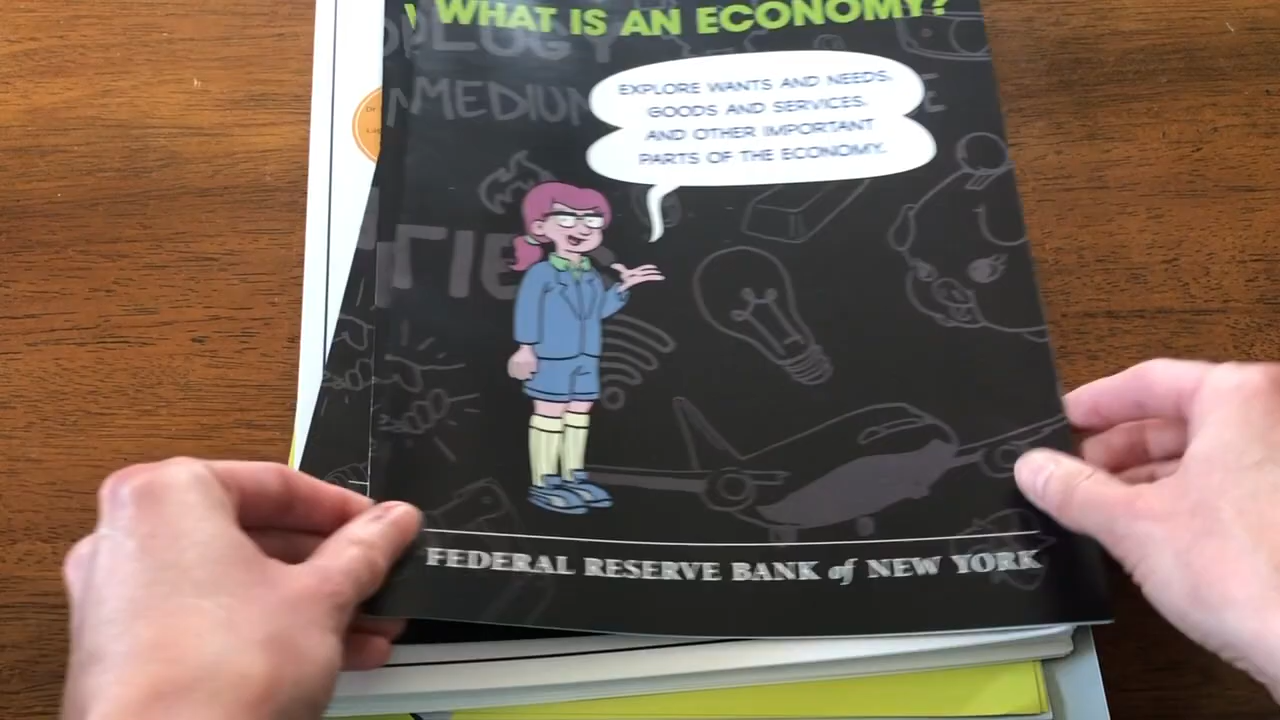 WHAT IS AN ECONOMY?
MEDIUM
EXPLORE WANTS AND NEEDS,
GOODS AND SERVICES,
AND OTHER IMPORTANT
PARTS OF THE ECONOMY.
Dr
FEDERAL RESERVE BANK of NEW YORK